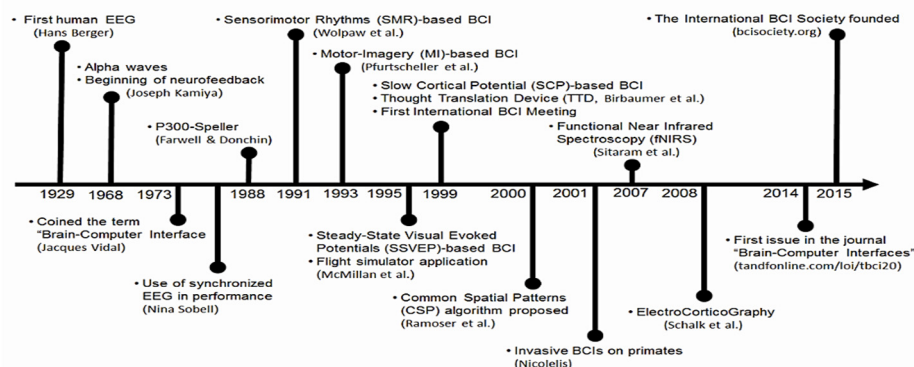 • First human EEG
(Hans Berger)
• Alpha waves
• Beginning of neurofeedback
(Joseph Kamiya)
• P300-Speller
(Farwell & Donchin)
• Sensorimotor Rhythms (SMR)-based BCI
(Wolpaw et al.)
• Motor-Imagery (MI)-based BCI
(Pfurtscheller et al.)
• Slow Cortical Potential (SCP)-based BCI
• Thought Translation Device (TTD, Birbaumer et al.)
• First International BCI Meeting
• Functional Near Infrared
Spectroscopy (fNIRS)
(Sitaram et al.)
• The International BCI Society founded
(bcisociety.org)
1929 1968 1973 1988 1991 1993 1995 1999 2000 2001 2007 2008 2014 2015
• Coined the term
“Brain-Computer Interface
(Jacques Vidal)
• Use of synchronized
EEG in performance
(Nina Sobell)
• Steady-State Visual Evoked
Potentials (SSVEP)-based BCI
• Flight simulator application
(McMillan et al.)
• Common Spatial Patterns
(CSP) algorithm proposed
(Ramoser et al.)
• Invasive BCIs on primates
(Nicolelis)
• ElectroCorticoGraphy
(Schalk et al.)
• First issue in the journal
“Brain-Computer Interfaces”
(tandfonline.com/loi/tbci20)